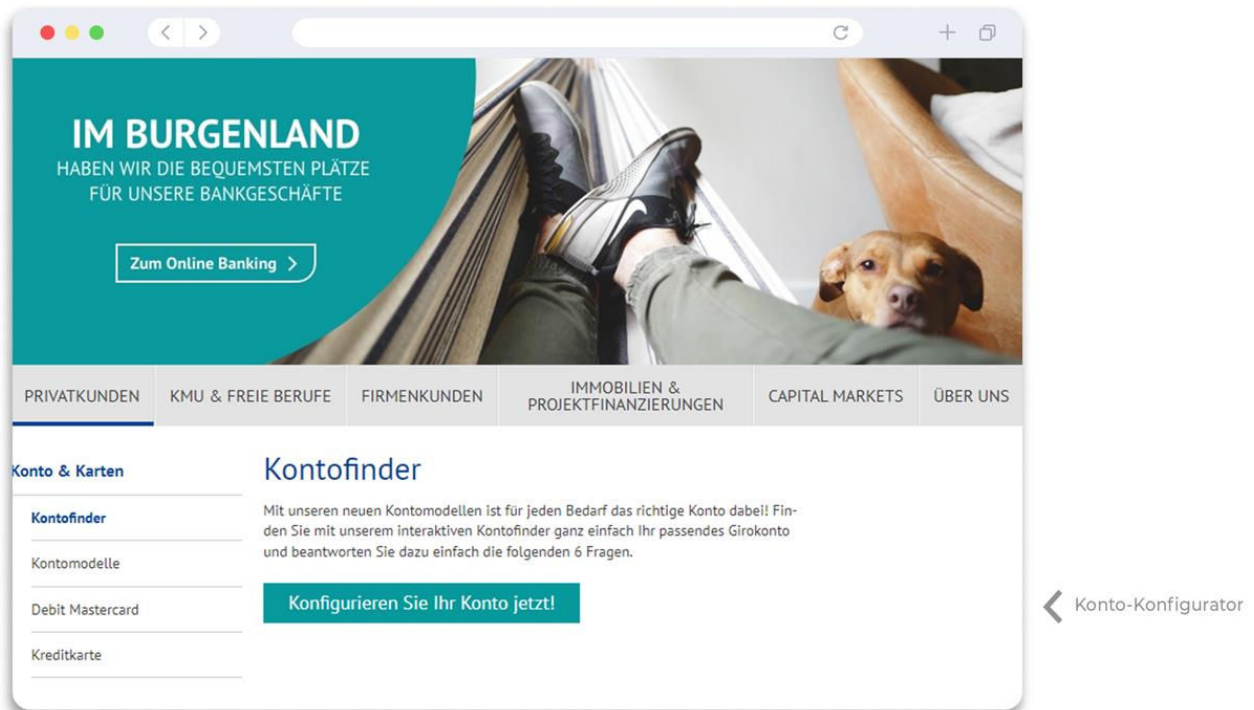 IM BURGENLAND
HABEN WIR DIE BEQUEMSTEN PLÄTZE
FÜR UNSERE BANKGESCHÄFTE
Zum Online Banking
PRIVATKUNDEN
KMU & FREIE BERUFE
FIRMENKUNDEN
IMMOBILIEN &
PROJEKTFINANZIERUNGEN
CAPITAL MARKETS
ÜBER UNS
Konto & Karten
Kontofinder
Kontomodelle
Debit Mastercard
Kreditkarte
Kontofinder
Mit unseren neuen Kontomodellen ist für jeden Bedarf das richtige Konto dabei! Fin-
den Sie mit unserem interaktiven Kontofinder ganz einfach Ihr passendes Girokonto
und beantworten Sie dazu einfach die folgenden 6 Fragen.
Konfigurieren Sie Ihr Konto jetzt!
Konto-Konfigurator